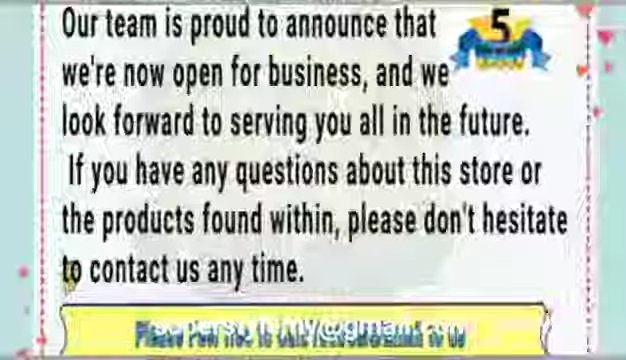 Our team is proud to announce that
5
we're now open for business, and we
look forward to serving you all in the future.
If you have any questions about this store or
the products found within, please don't hesitate
to contact us any time.